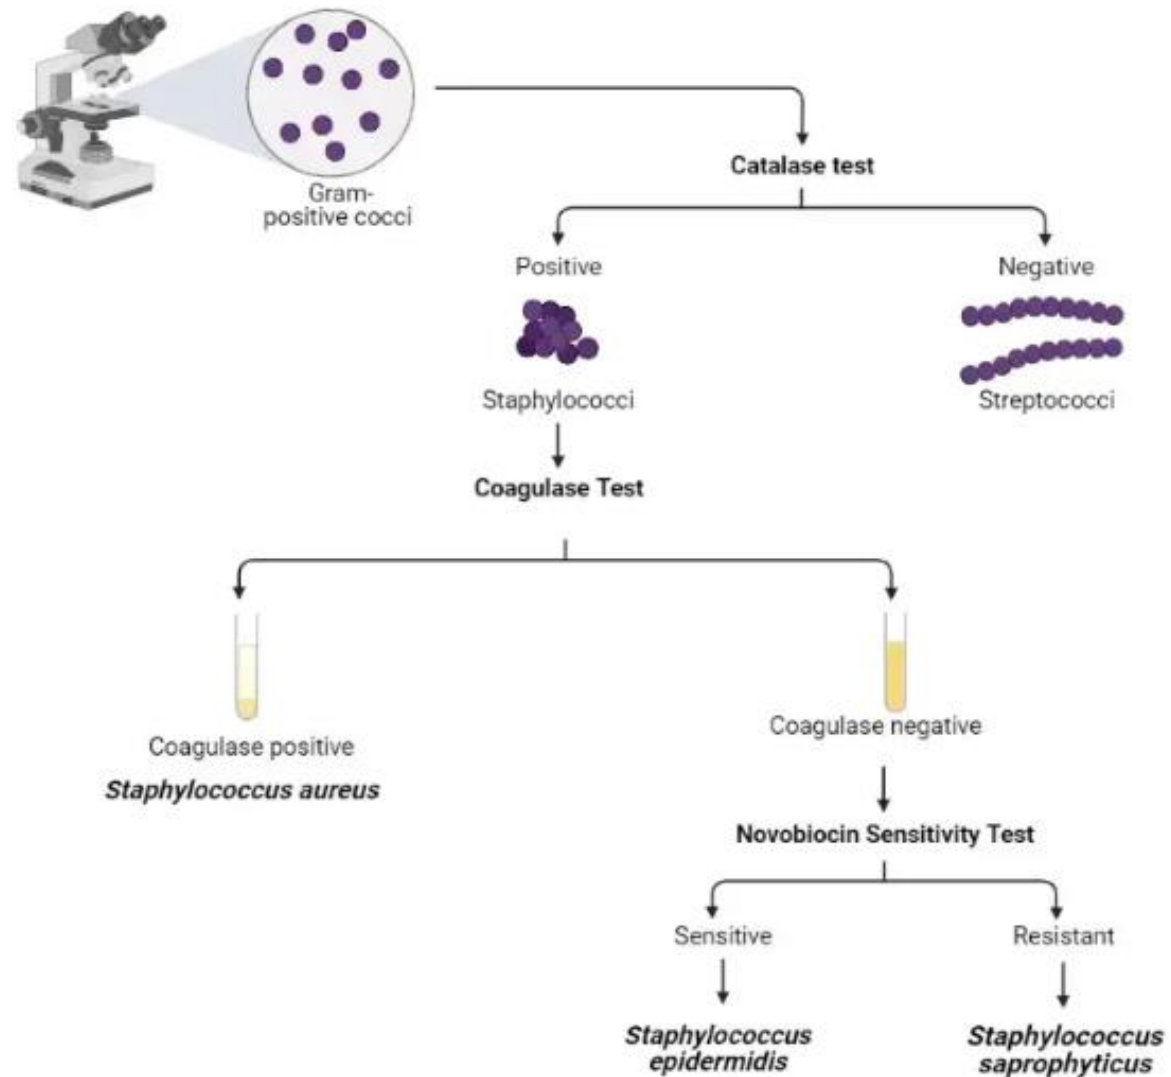 Gram-
positive cocci
Catalase test
Positive
Negative
Staphylococci
Streptococci
Coagulase Test
Coagulase positive
Staphylococcus aureus
Coagulase negative
Novobiocin Sensitivity Test
Sensitive
Resistant
Staphylococcus
epidermidis
Staphylococcus
saprophyticus